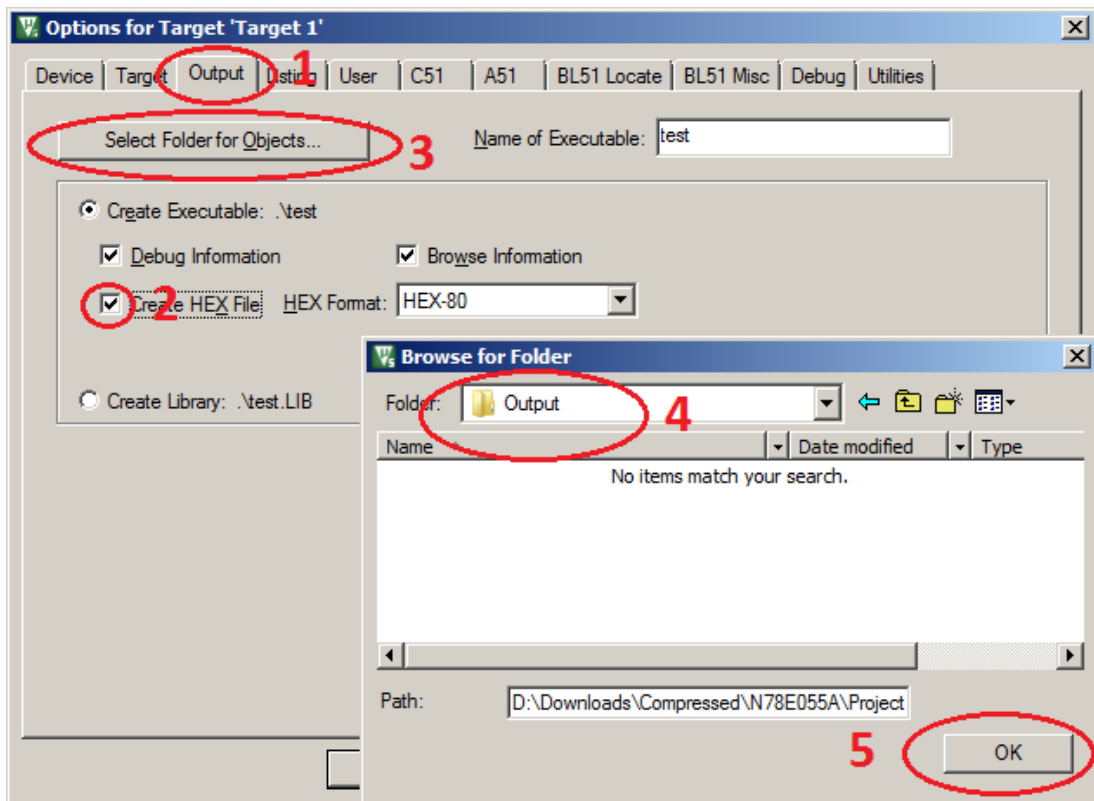 Options for Target 'Target 1'
1
Device Target Output Listing User C51 A51 BL51 Locate BL51 Misc Debug Utilities
Select Folder for Objects...
3
Name of Executable: test
Create Executable: .\test
Debug Information
Browse Information
2
Create HEX File
HEX Format: HEX-80
Browse for Folder
Create Library: .\test.LIB
Folder: Output
4
Name Date modified Type
No items match your search.
Path: D:\Downloads\Compressed\N78E055A\Project
5
OK